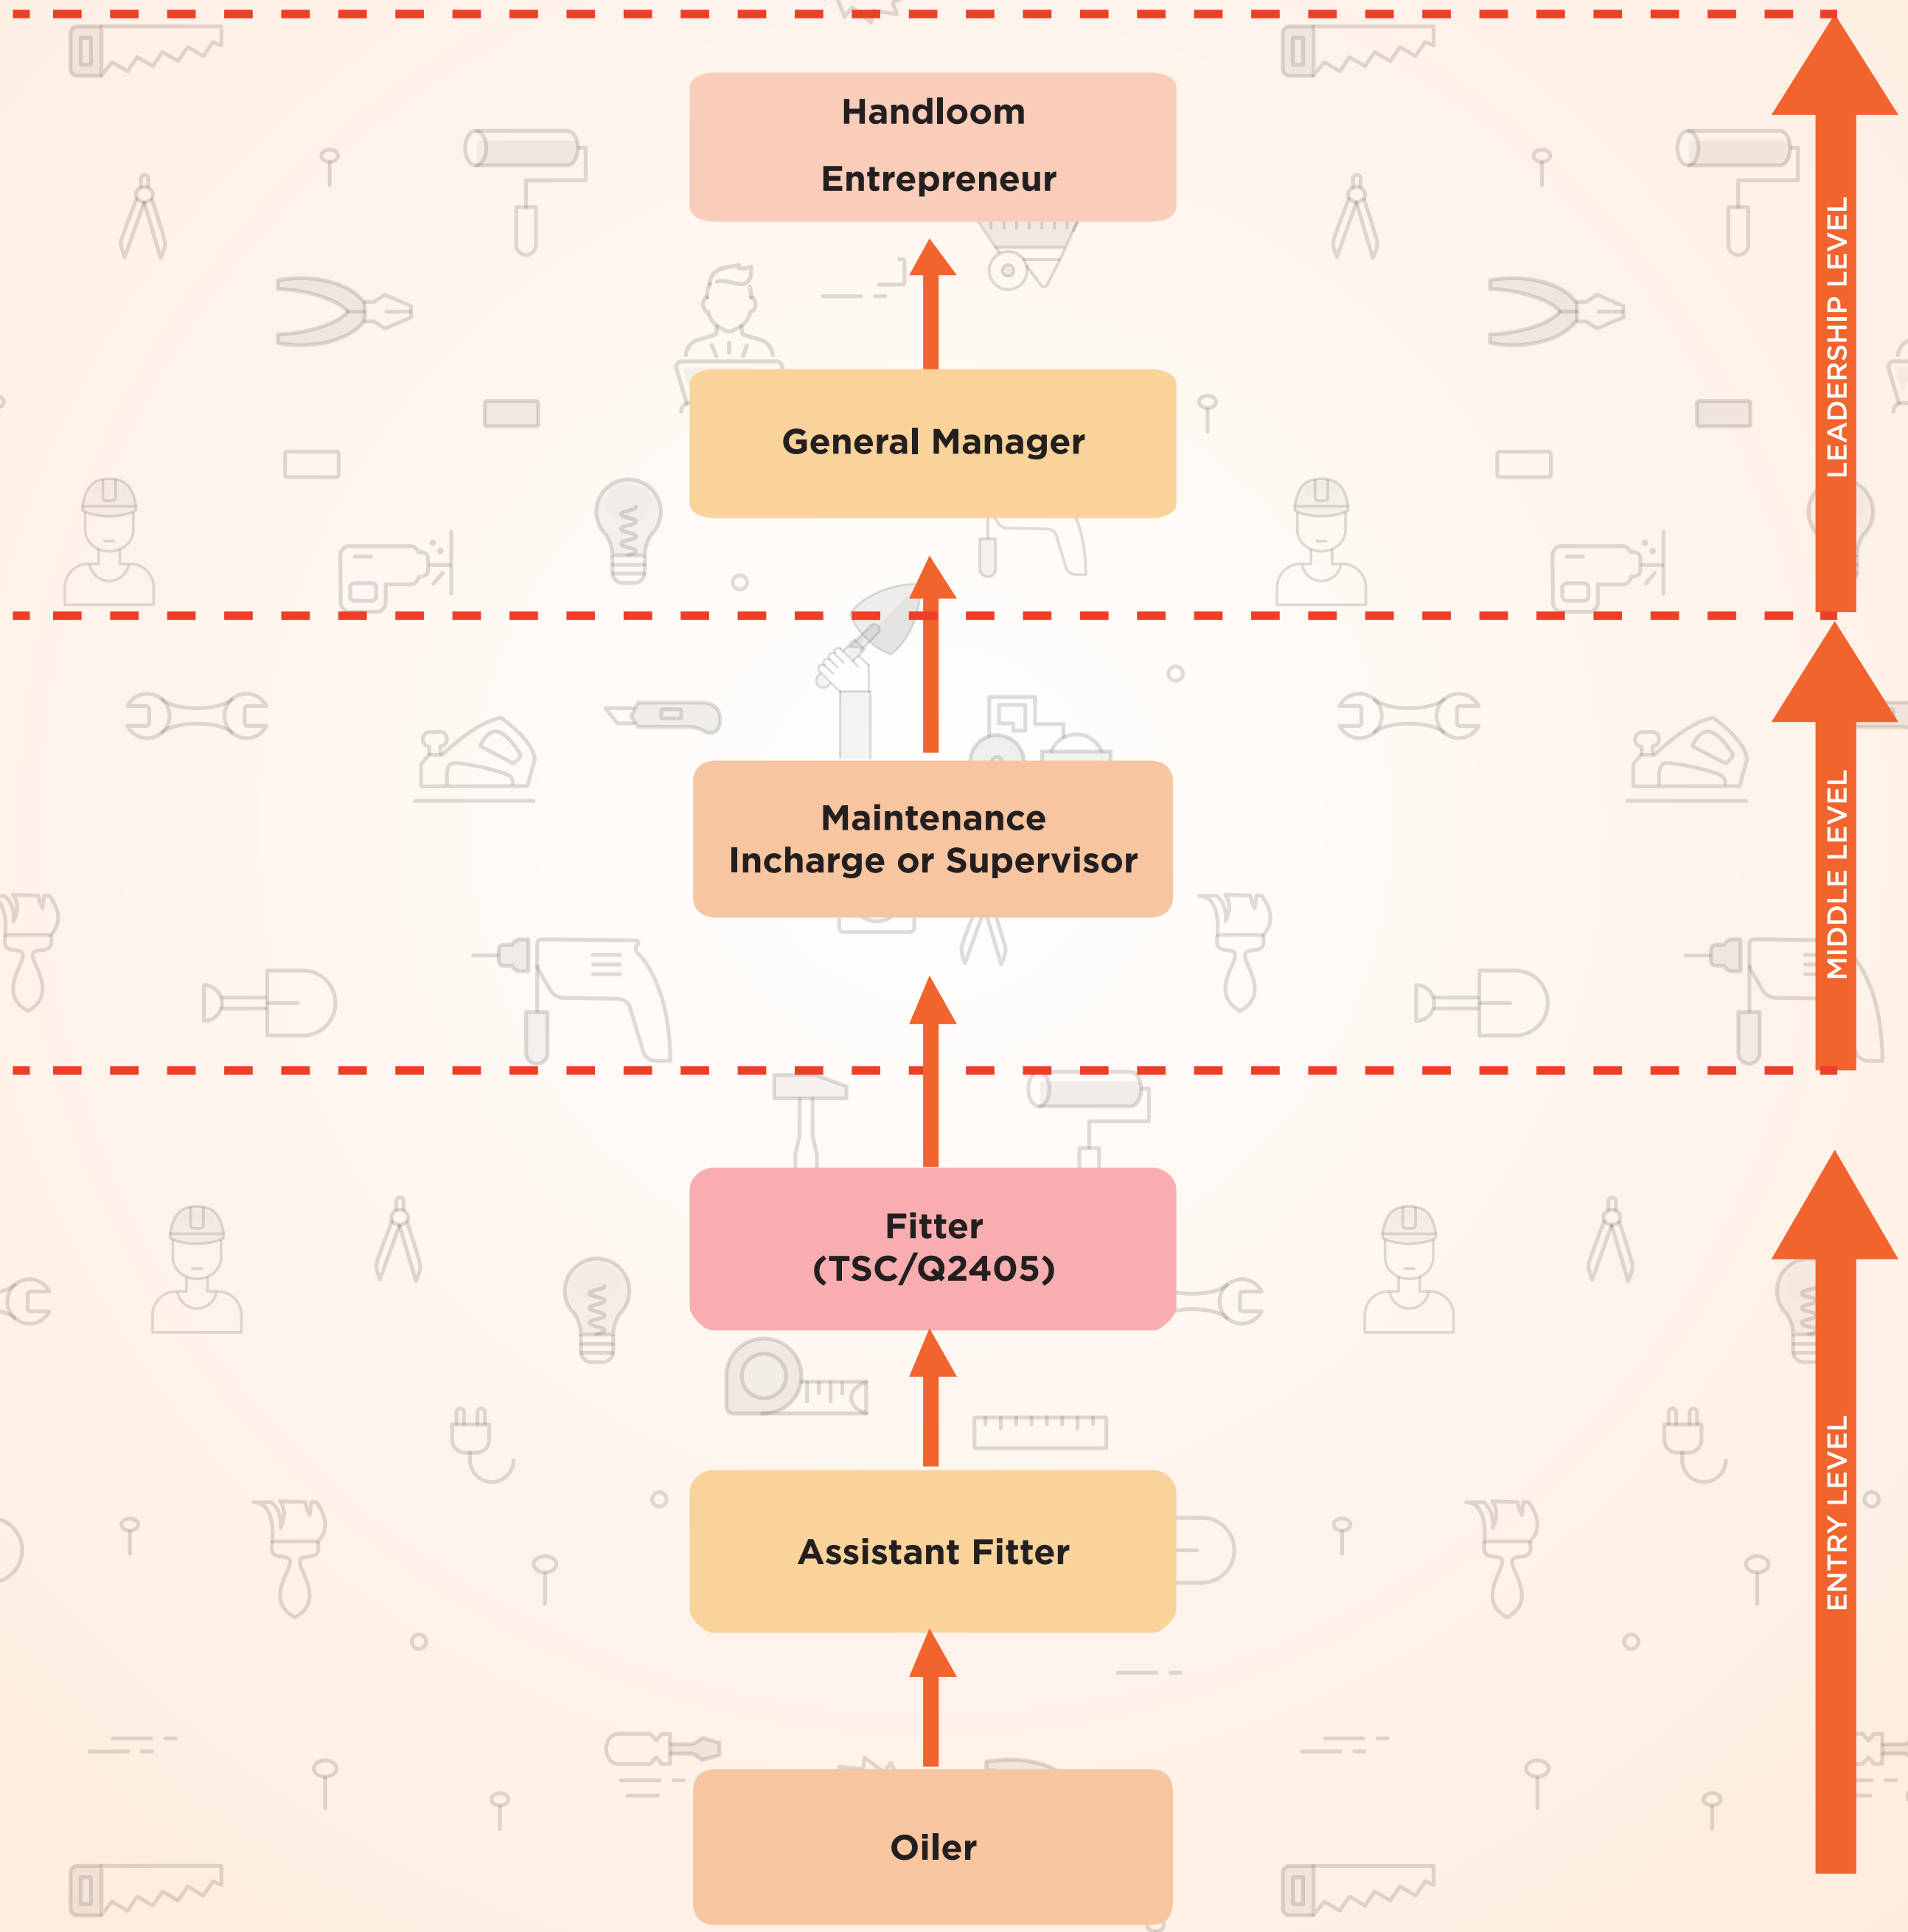 Handloom
Entrepreneur
General Manager
LEADERSHIP LEVEL
Maintenance
Incharge or Supervisor
MIDDLE LEVEL
Fitter
(TSC/Q2405)
Assistant Fitter
ENTRY LEVEL
Oiler